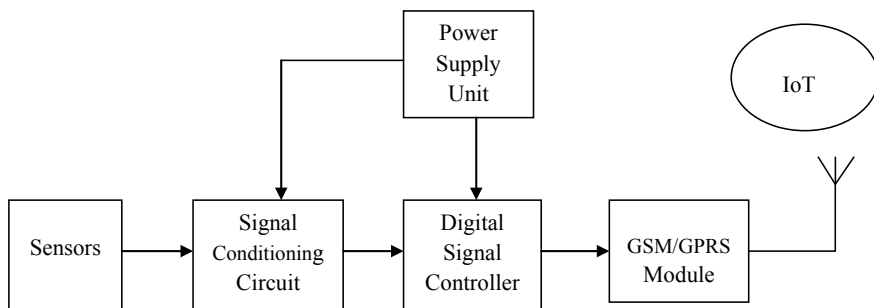 Power
Supply
Unit
IoT
Sensors
Signal
Conditioning
Circuit
Digital
Signal
Controller
GSM/GPRS
Module